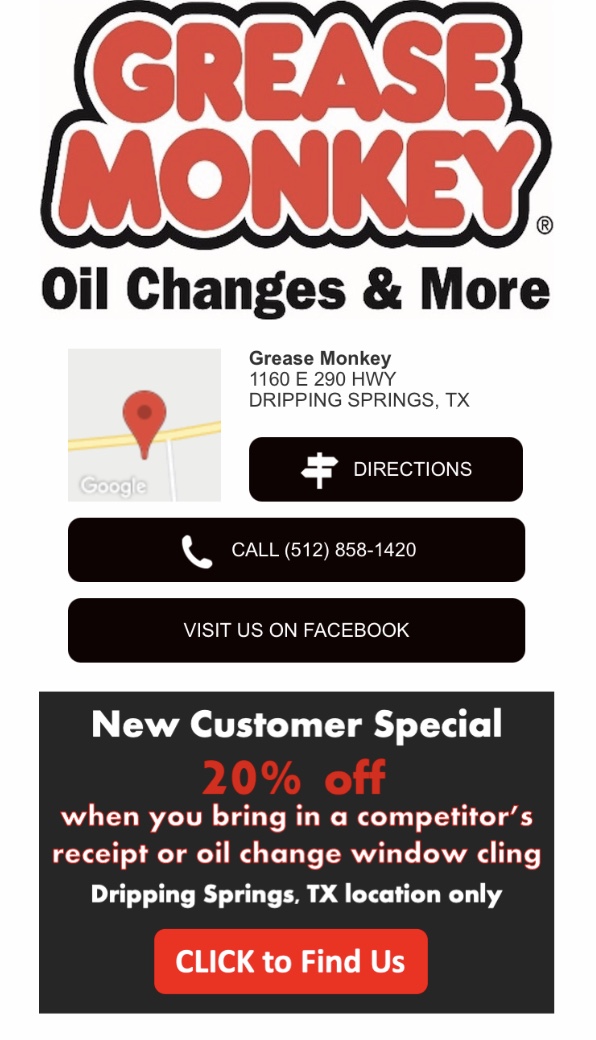 GREASE
MONKEY®
Oil Changes & More
Grease Monkey
1160 E 290 HWY
DRIPPING SPRINGS, TX
Google
DIRECTIONS
CALL (512) 858-1420
VISIT US ON FACEBOOK
New Customer Special
20% off
when you bring in a competitor's
receipt or oil change window cling
Dripping Springs, TX location only
CLICK to Find Us